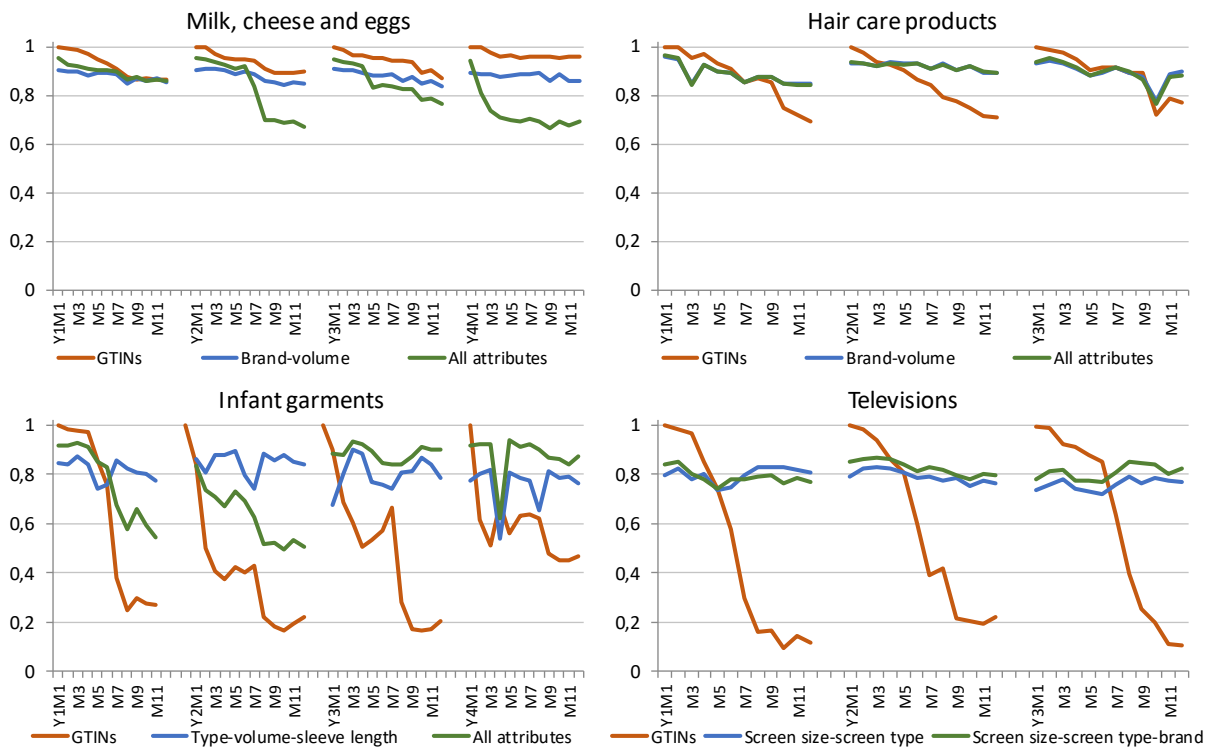 Milk, cheese and eggs
1
0,8
0,6
0,4
0,2
0
Y1M1 M3 M5 M7 M9 M11 Y2M1 M3 M5 M7 M9 M11 Y3M1 M3 M5 M7 M9 M11 Y4M1 M3 M5 M7 M9 M11
GTINs Brand-volume All attributes
Hair care products
1
0,8
0,6
0,4
0,2
0
Y1M1 M3 M5 M7 M9 M11 Y2M1 M3 M5 M7 M9 M11 Y3M1 M3 M5 M7 M9 M11
GTINs Brand-volume All attributes
Infant garments
1
0,8
0,6
0,4
0,2
0
Y1M1 M3 M5 M7 M9 M11 Y2M1 M3 M5 M7 M9 M11 Y3M1 M3 M5 M7 M9 M11 Y4M1 M3 M5 M7 M9 M11
GTINs Type-volume-sleeve length All attributes
Televisions
1
0,8
0,6
0,4
0,2
0
Y1M1 M3 M5 M7 M9 M11 Y2M1 M3 M5 M7 M9 M11 Y3M1 M3 M5 M7 M9 M11
GTINs Screen size-screen type Screen size-screen type-brand